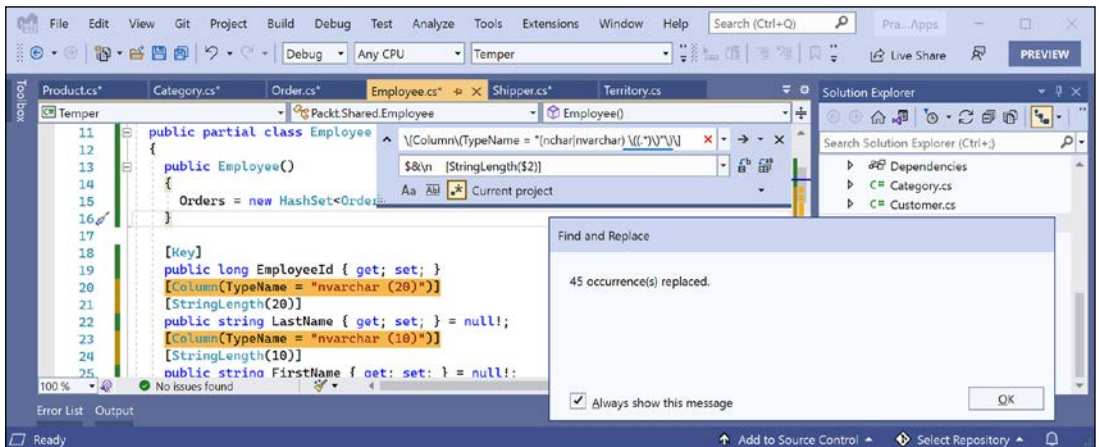 File Edit View Git Project Build Debug Test Analyze Tools Extensions Window Help Search (Ctrl+Q) Pra...Apps
Debug Any CPU Temper Live Share PREVIEW
Toolbox
Product.cs* Category.cs* Order.cs* Employee.cs* Shipper.cs* Territory.cs
Temper Packt.Shared.Employee Employee()
11 public partial class Employee
12 {
13 public Employee()
14 {
15 Orders = new HashSet<Order
16 }
17
18 [Key]
19 public long EmployeeId { get; set; }
20 [Column(TypeName = "nvarchar (20)")]
21 [StringLength(20)]
22 public string LastName { get; set; } = null!;
23 [Column(TypeName = "nvarchar (10)")]
24 [StringLength(10)]
25 public string FirstName { get; set; } = null!;
\[Column\(TypeName = "(nchar|nvarchar) \((.*)\)"\)\]
$&\n [StringLength($2)]
Aa Ab Current project
Solution Explorer
Search Solution Explorer (Ctrl+;)
Dependencies
C# Category.cs
C# Customer.cs
Find and Replace
45 occurrence(s) replaced.
Always show this message
OK
100 % No issues found
Error List Output
Ready Add to Source Control Select Repository